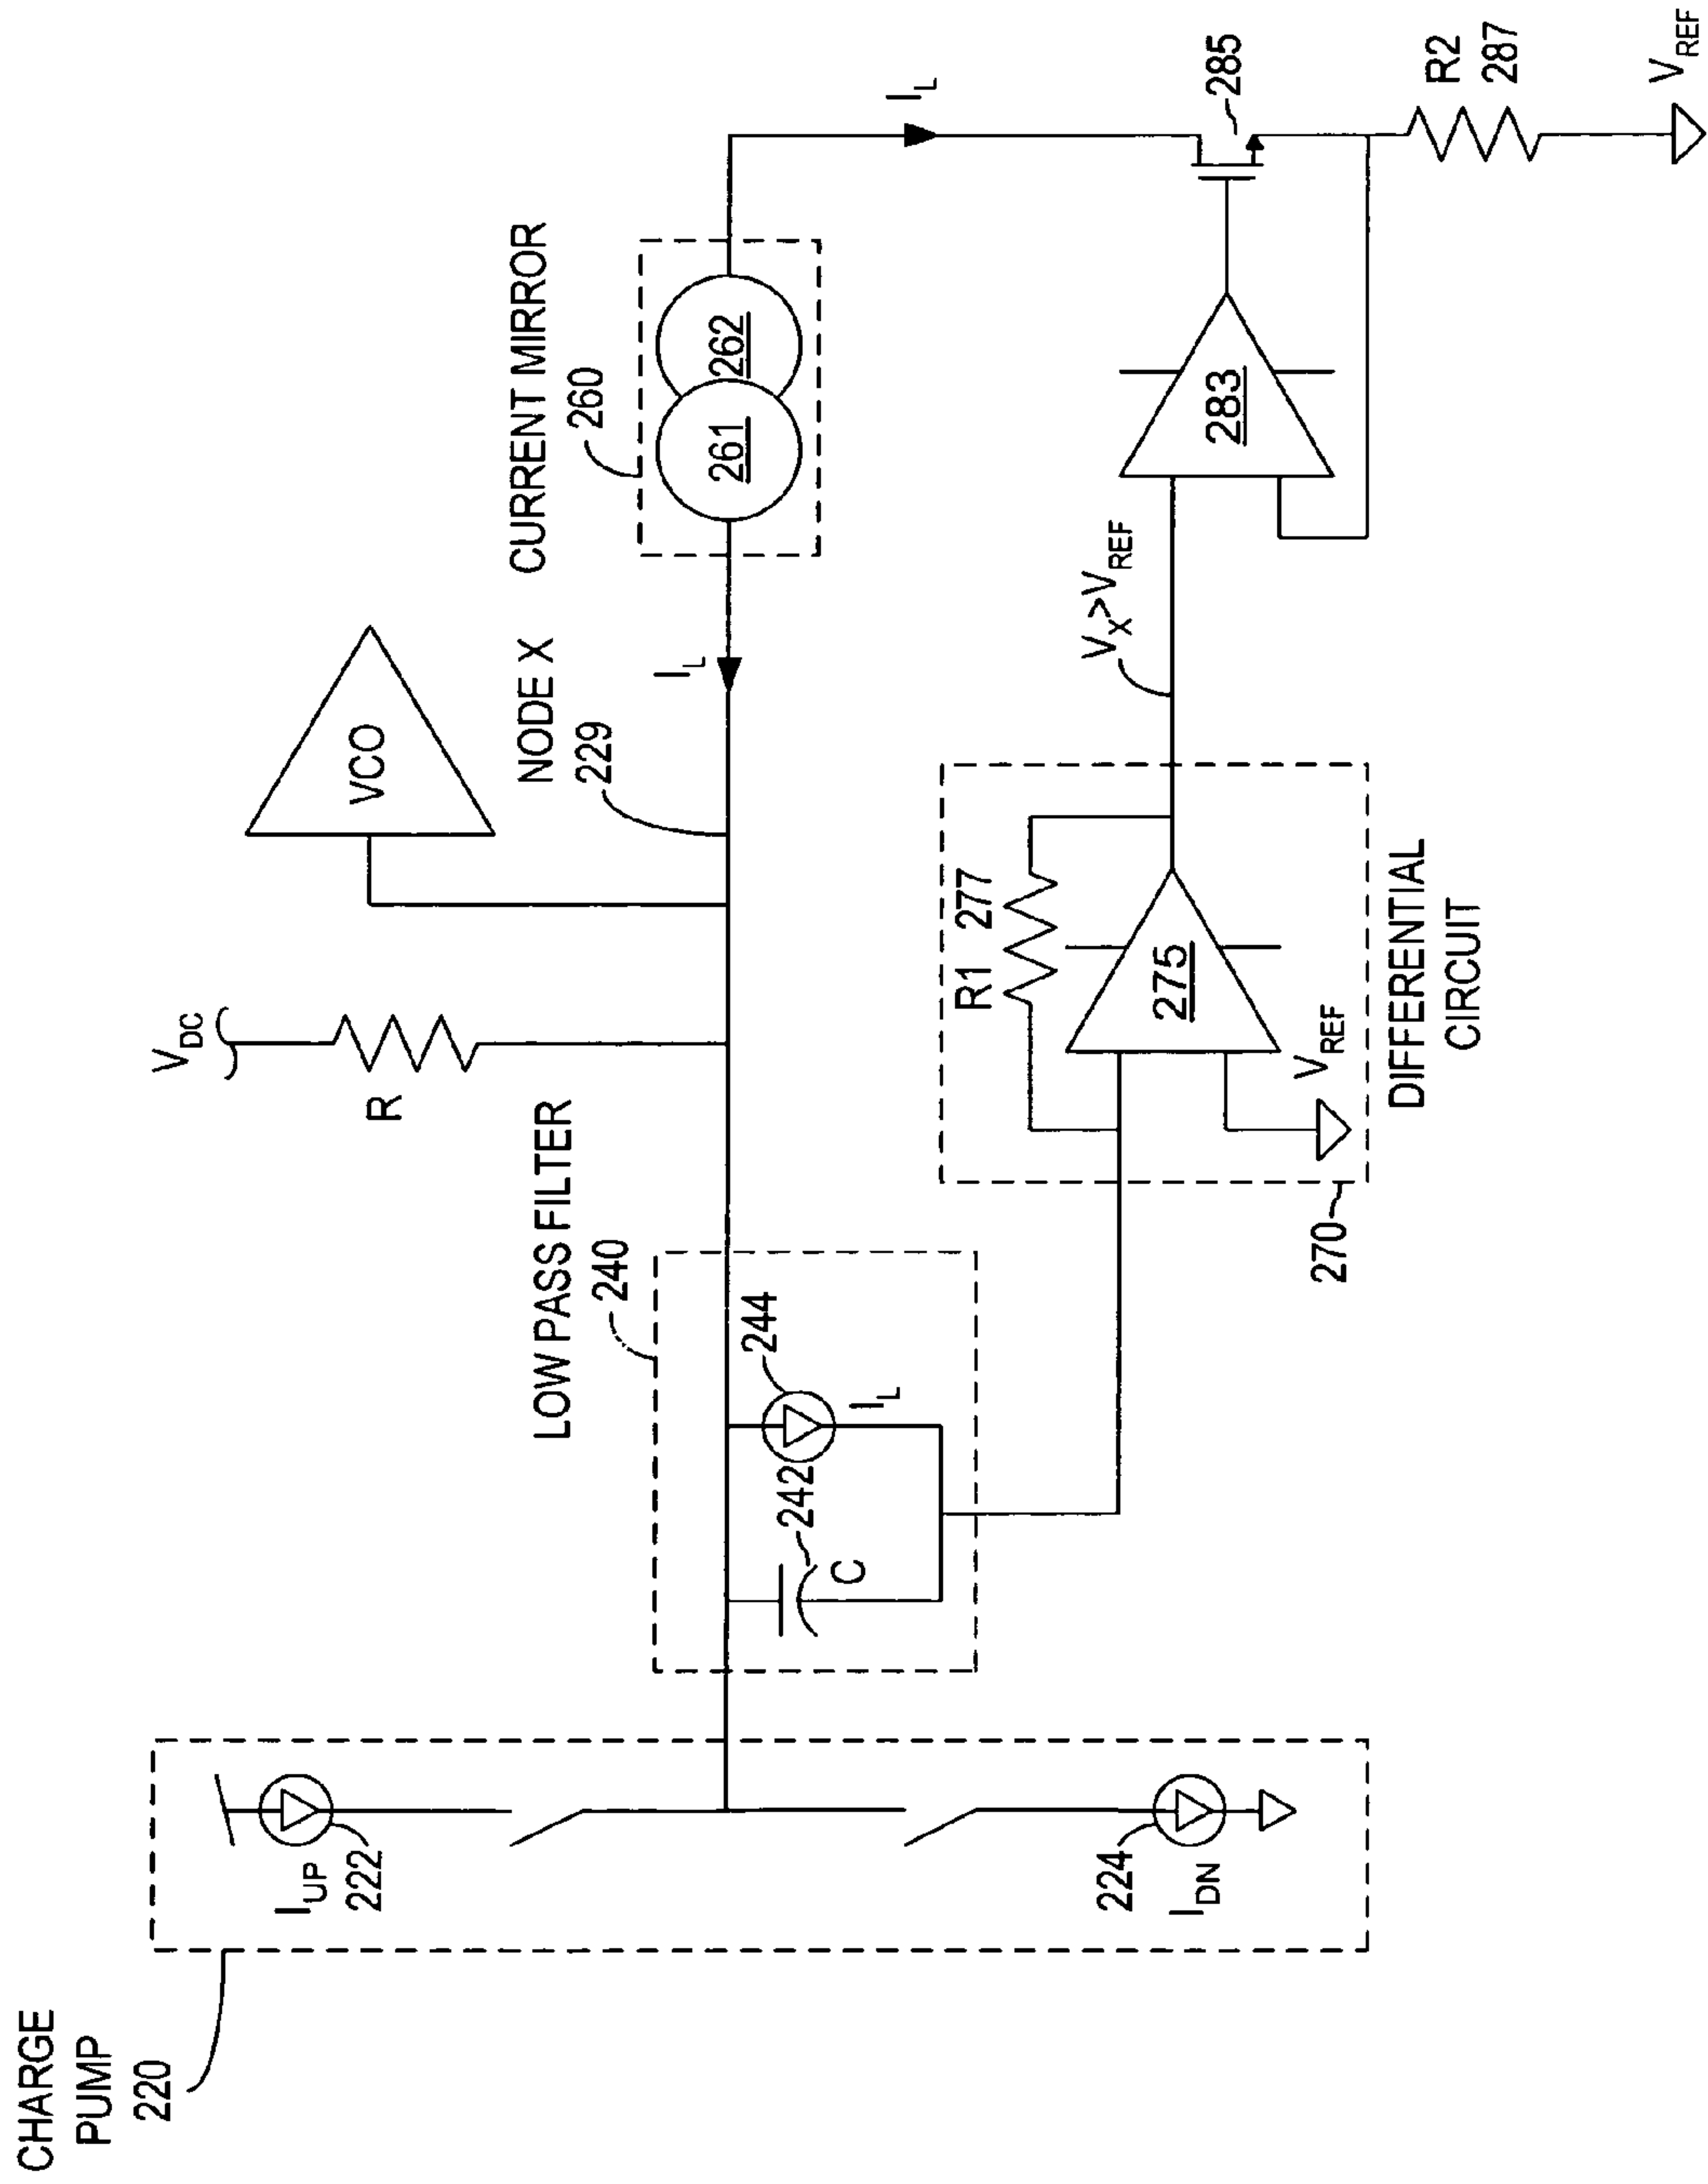 CHARGE
PUMP
220
I_UP
222
224
I_DN
LOW PASS FILTER
240
242
C
244
I_L
V_DC
R
VCO
NODE X
229
I_L
CURRENT MIRROR
260
261
262
I_L
270
DIFFERENTIAL
CIRCUIT
R1 277
275
V_REF
V_X>V_REF
283
285
R2
287
V_REF